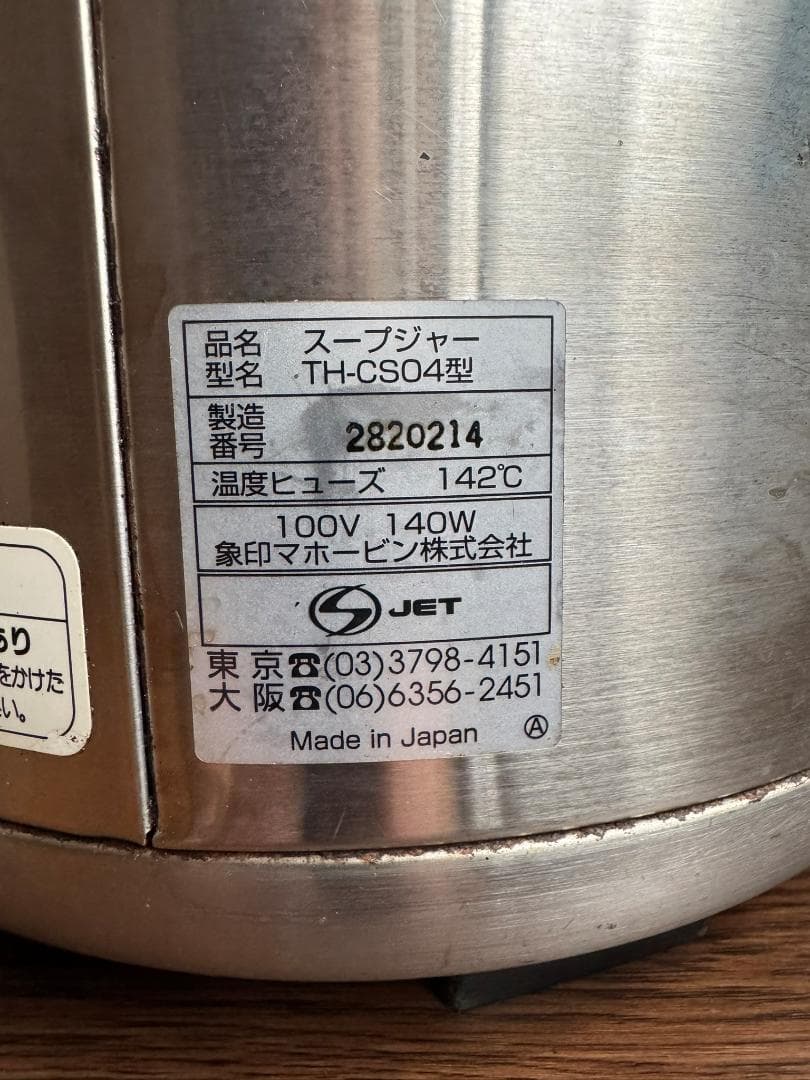 品名 スープジャー
型名 TH-CS04型
製造
番号 2820214
温度ヒューズ 142℃
100V 140W
象印マホービン株式会社
S JET
東京☎(03)3798-4151
大阪☎(06)6356-2451
Made in Japan Ⓐ
り
をかけた
い。